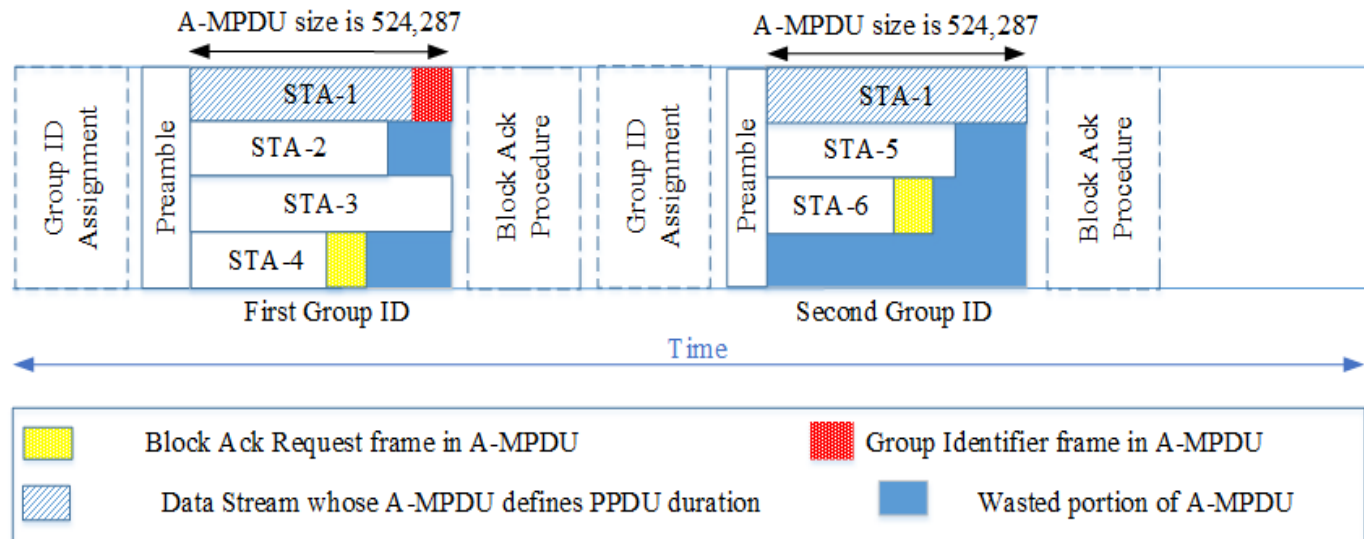 A-MPDU size is 524,287
A-MPDU size is 524,287
Group ID
Assignment
Preamble
STA-1
STA-2
STA-3
STA-4
Block Ack
Procedure
Group ID
Assignment
Preamble
STA-1
STA-5
STA-6
Block Ack
Procedure
First Group ID
Second Group ID
Time
Block Ack Request frame in A-MPDU
Group Identifier frame in A-MPDU
Data Stream whose A-MPDU defines PPDU duration
Wasted portion of A-MPDU